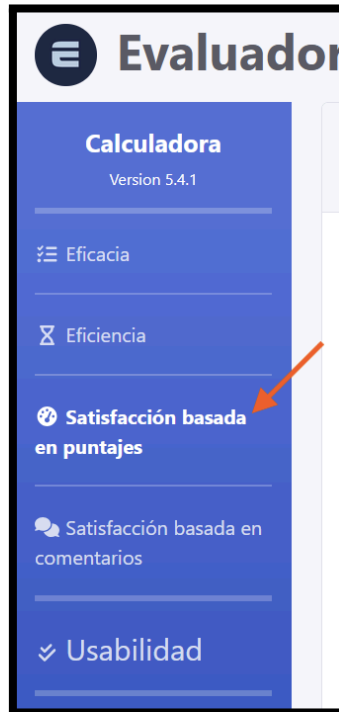 Evaluador
Calculadora
Version 5.4.1
Eficacia
Eficiencia
Satisfacción basada
en puntajes
Satisfacción basada en
comentarios
Usabilidad